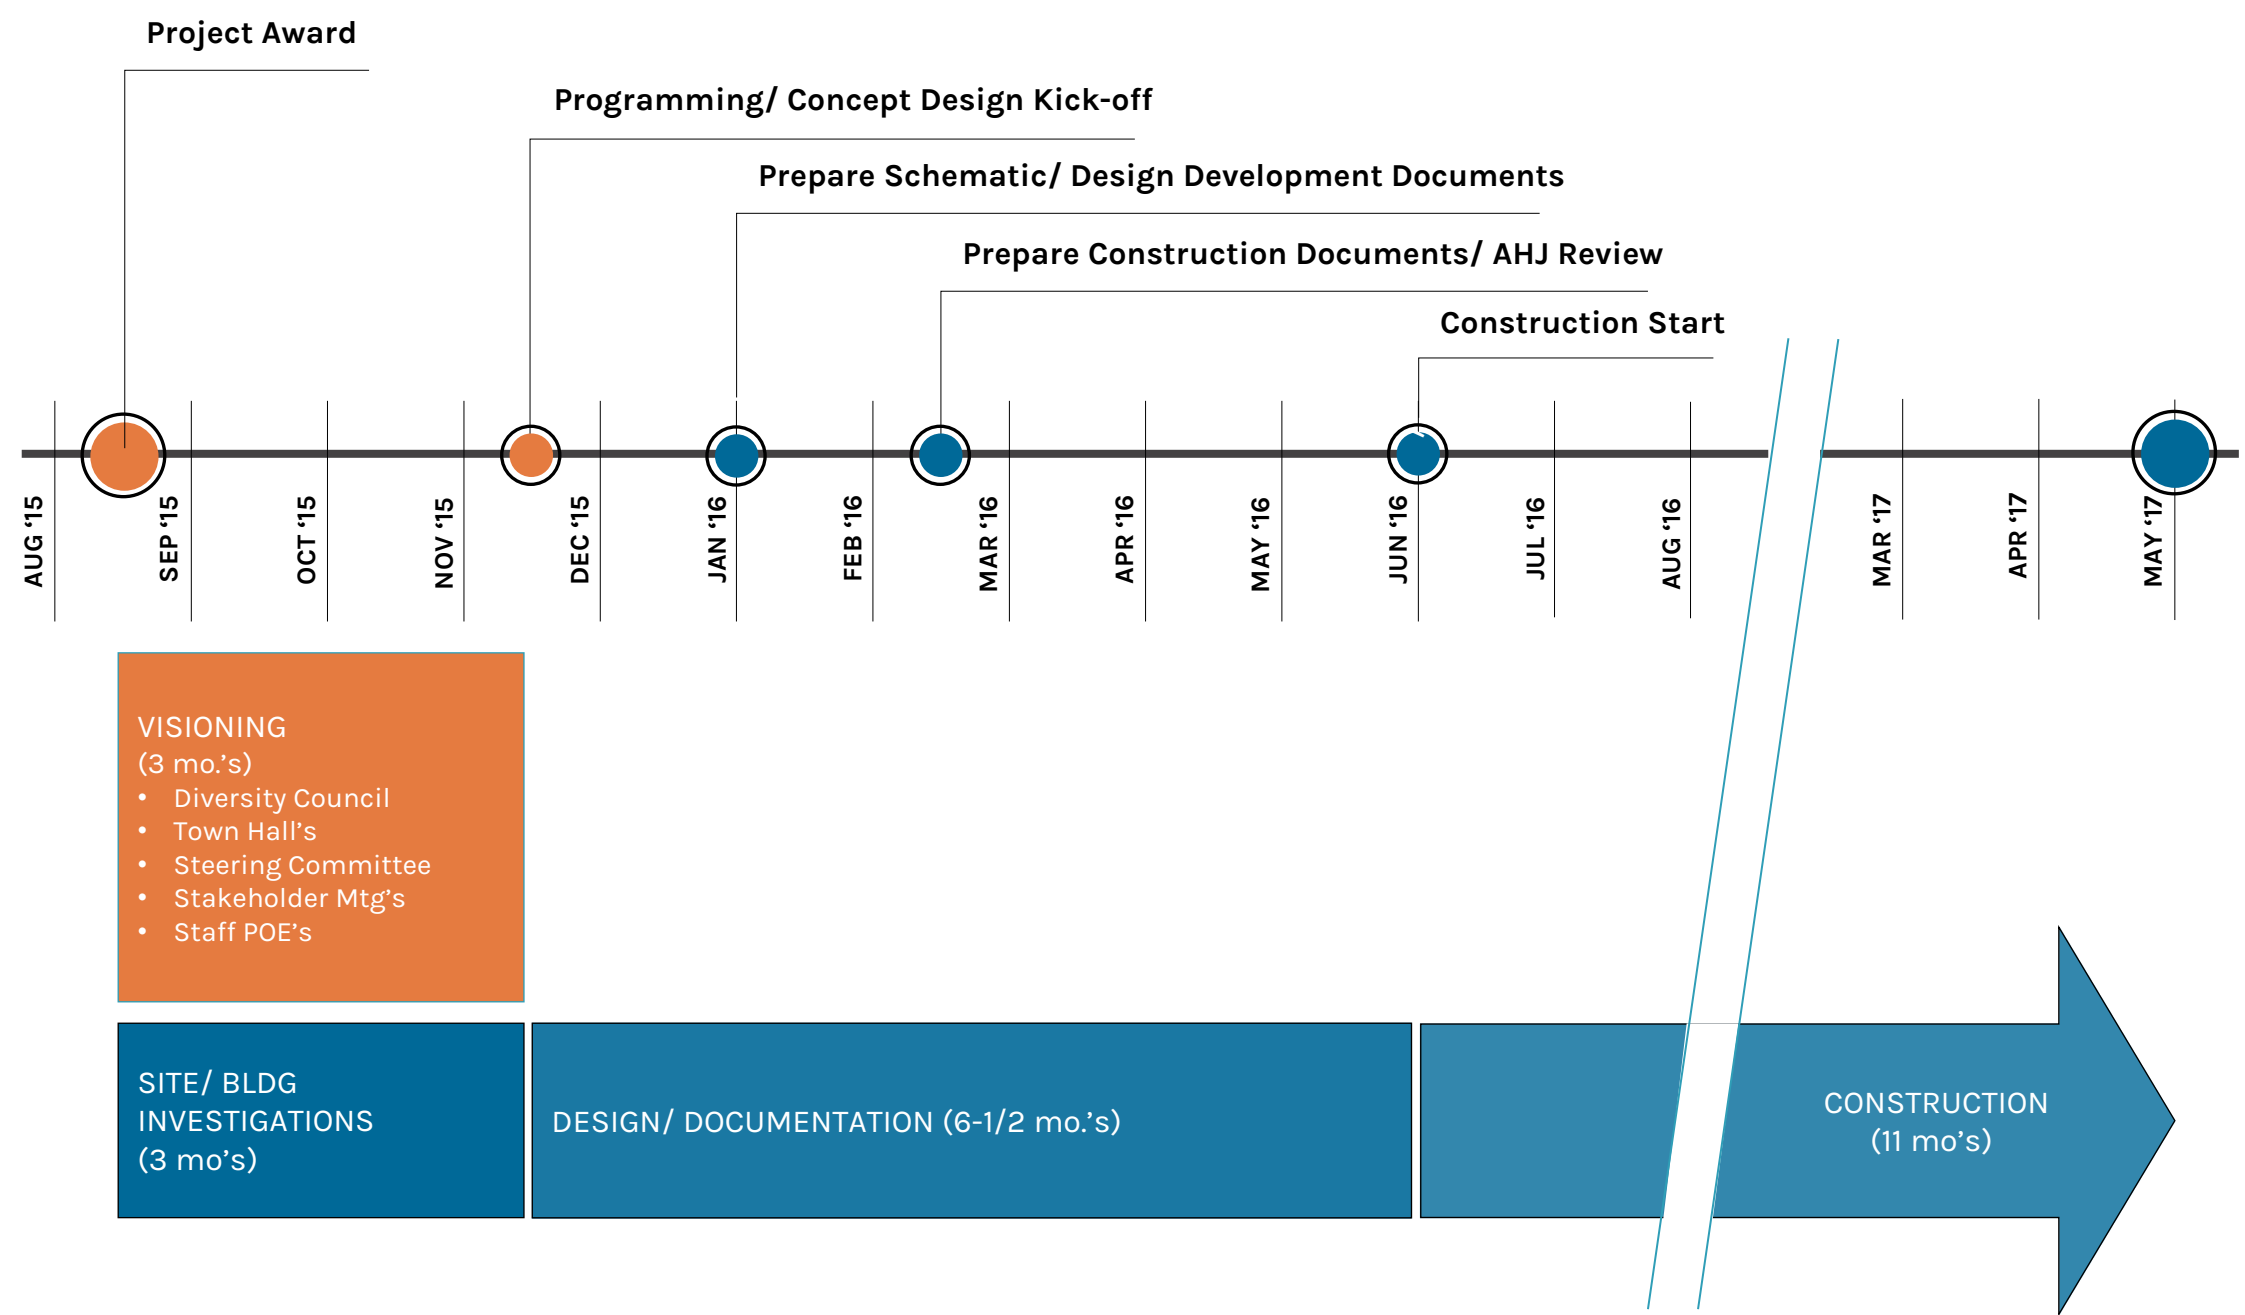 Project Award
Programming/ Concept Design Kick-off
Prepare Schematic/ Design Development Documents
Prepare Construction Documents/ AHJ Review
Construction Start
AUG ‘15
SEP ‘15
OCT ‘15
NOV ‘15
DEC ‘15
JAN ‘16
FEB ‘16
MAR ‘16
APR ‘16
MAY ‘16
JUN ‘16
JUL ‘16
AUG ‘16
MAR ‘17
APR ‘17
MAY ‘17
VISIONING
(3 mo.’s)
• Diversity Council
• Town Hall’s
• Steering Committee
• Stakeholder Mtg’s
• Staff POE’s
SITE/ BLDG
INVESTIGATIONS
(3 mo’s)
DESIGN/ DOCUMENTATION (6-1/2 mo.’s)
CONSTRUCTION
(11 mo’s)